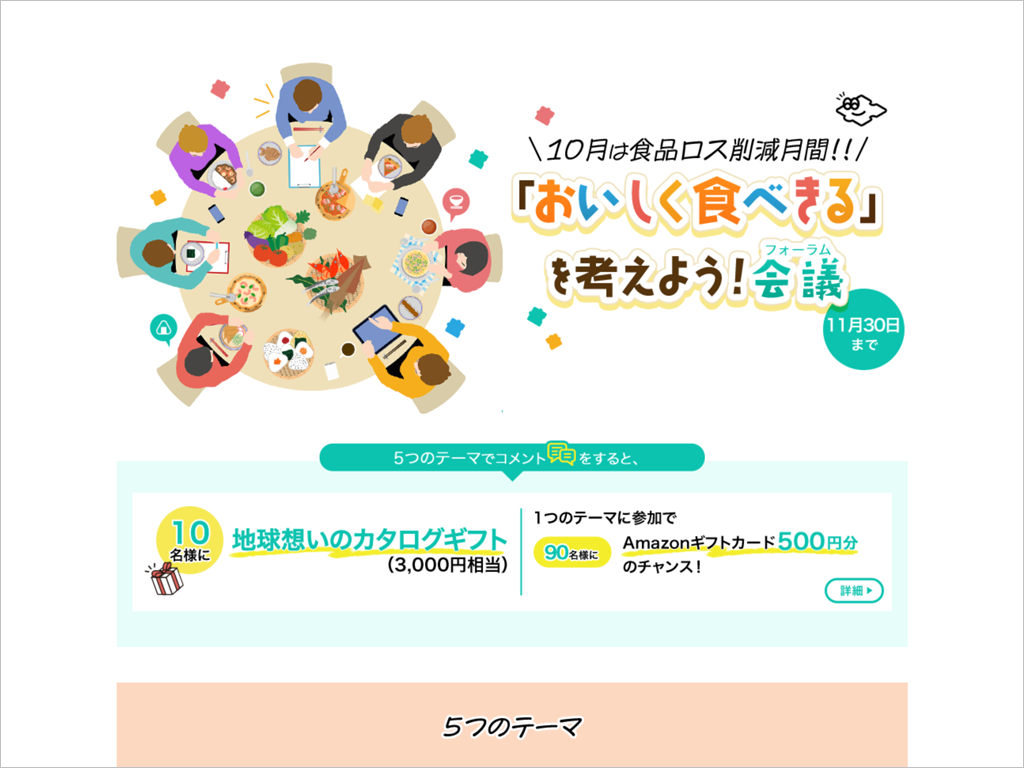 \10月は食品ロス削減月間!!/
「おいしく食べきる」
を考えよう!会議
フォーラム
11月30日
まで
5つのテーマでコメントをすると、
10
名様に
地球想いのカタログギフト
(3,000円相当)
1つのテーマに参加で
90名様に
Amazonギフトカード500円分
のチャンス!
詳細
5つのテーマ